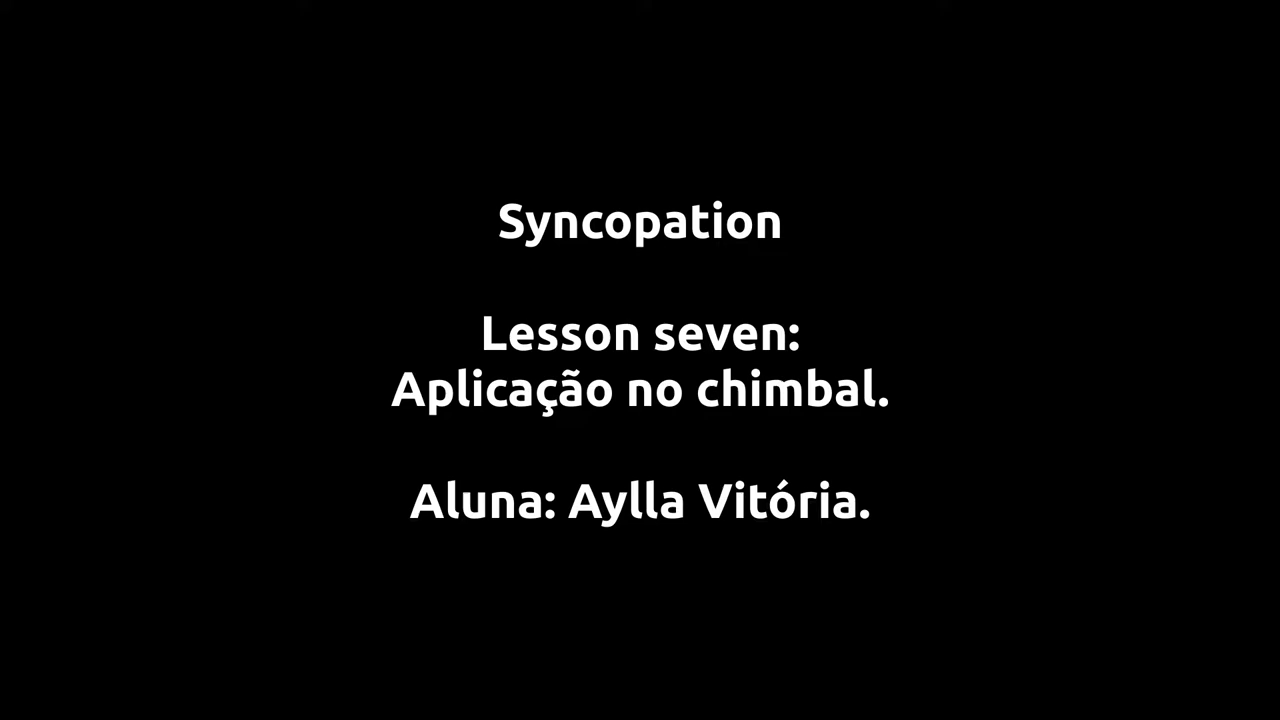 Syncopation
Lesson seven:
Aplicação no chimbal.
Aluna: Aylla Vitória.